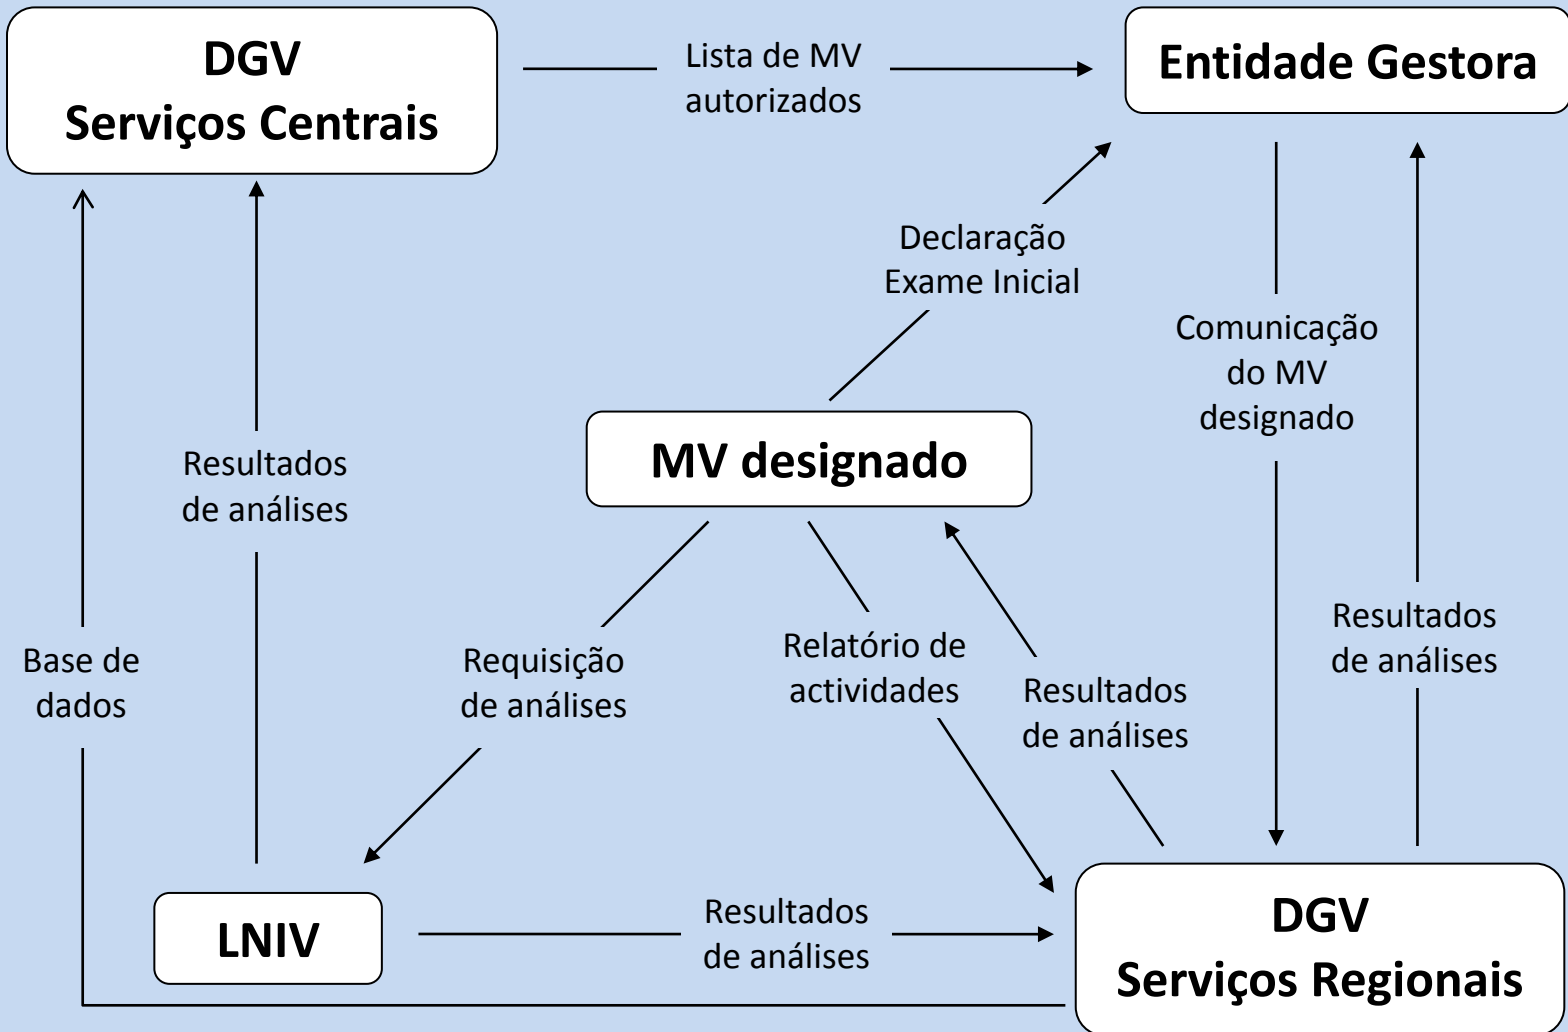 DGV
Serviços Centrais
Lista de MV
autorizados
Entidade Gestora
Declaração
Exame Inicial
Comunicação
do MV
designado
MV designado
Resultados
de análises
Resultados
de análises
Base de
dados
Requisição
de análises
Relatório de
actividades
Resultados
de análises
LNIV
Resultados
de análises
DGV
Serviços Regionais